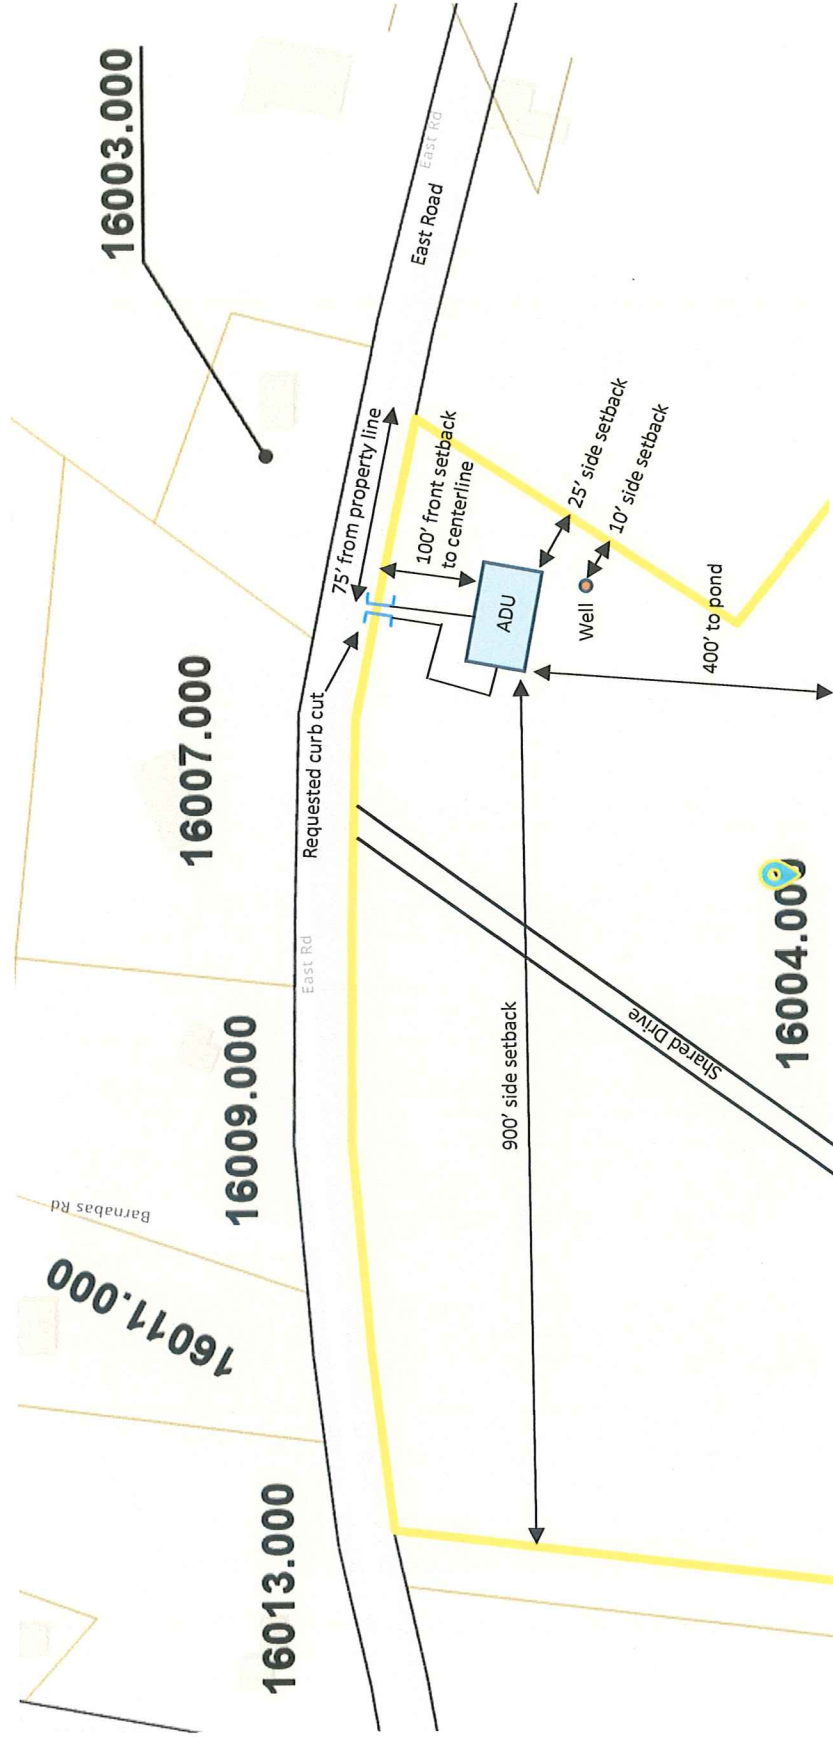 16003.000
East Rd
East Road
75' from property line
100' front setback
to centerline
25' side setback
10' side setback
Well
ADU
400' to pond
Requested curb cut
16007.000
East Rd
16009.000
Barnabas Rd
16011.000
16013.000
900' side setback
Shared Drive
16004.000